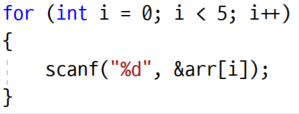 for (int i = 0; i < 5; i++)
{
    scanf("%d", &arr[i]);
}